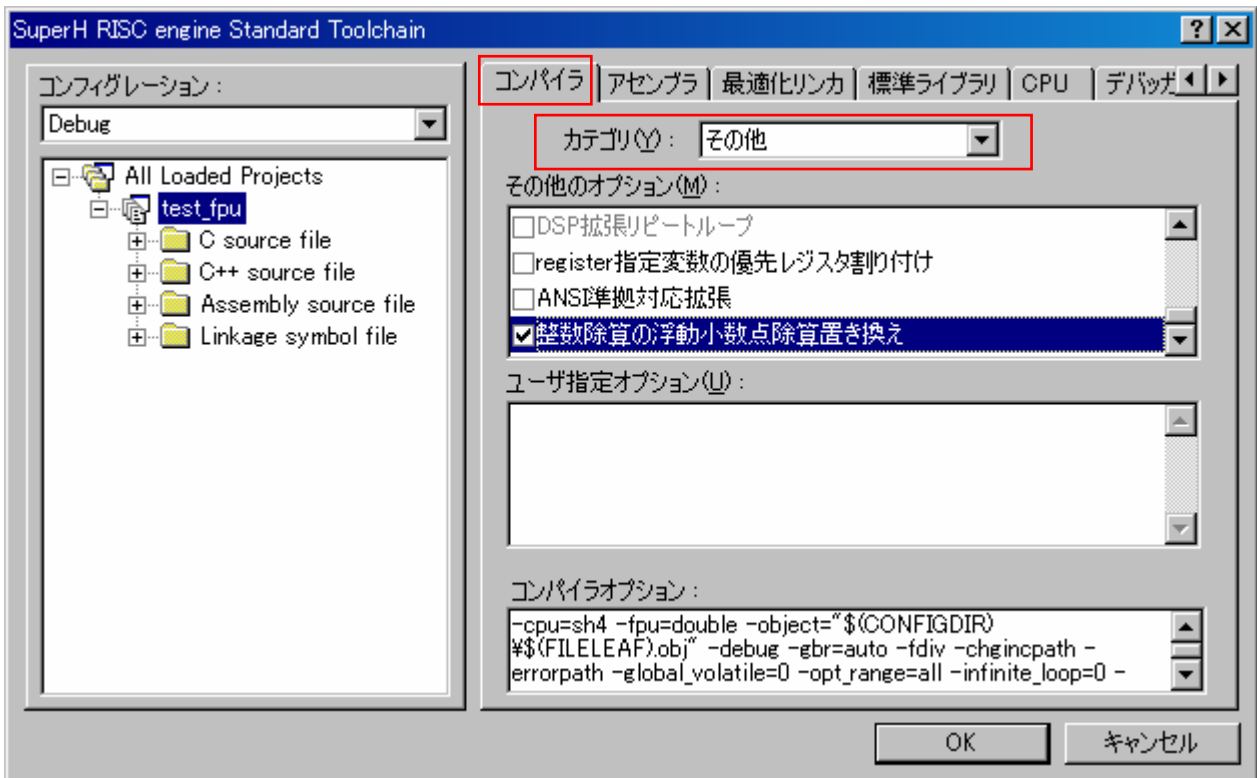 SuperH RISC engine Standard Toolchain
コンフィグレーション :
Debug
All Loaded Projects
test_fpu
C source file
C++ source file
Assembly source file
Linkage symbol file
コンパイラ アセンブラ 最適化リンカ 標準ライブラリ CPU デバッガ
カテゴリ(Y) : その他
その他のオプション(M) :
DSP拡張リピートループ
register指定変数の優先レジスタ割り付け
ANSI準拠対応拡張
整数除算の浮動小数点除算置き換え
ユーザ指定オプション(U) :
コンパイラオプション :
-cpu=sh4 -fpu=double -object="$(CONFIGDIR)
¥$(FILELEAF).obj" -debug -gbr=auto -fdiv -chgincpath -
errorpath -global_volatile=0 -opt_range=all -infinite_loop=0 -
OK キャンセル